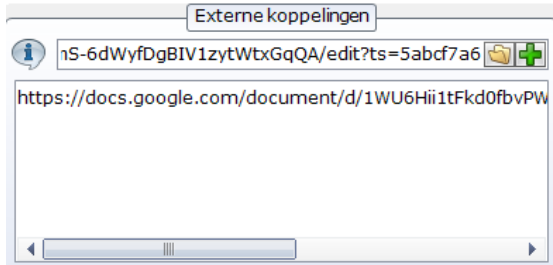 Externe koppelingen
nS-6dWyfDgBIV1zytWtxGqQA/edit?ts=5abcf7a6
https://docs.google.com/document/d/1WU6Hii1tFkd0fbvPW